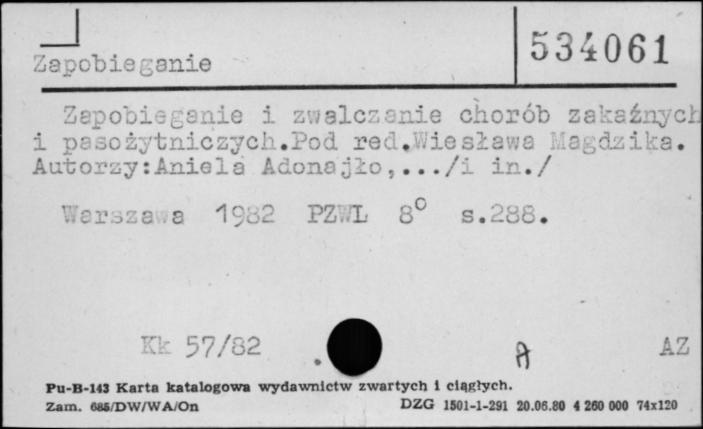 534061
Zapobieganie
Zapobieganie i zwalczanie chorób zakaźnych
i pasożytniczych.Pod red.Wiesława Magdzika.
Autorzy:Aniela Adonajło,.../i in./
Warszawa 1982 PZWL 8° s.288.
Kk 57/82 A AZ
Pu-B-143 Karta katalogowa wydawnictw zwartych i ciągłych.
Zam. 685/DW/WA/On DZG 1501-1-291 20.06.80 4 260 000 74x120